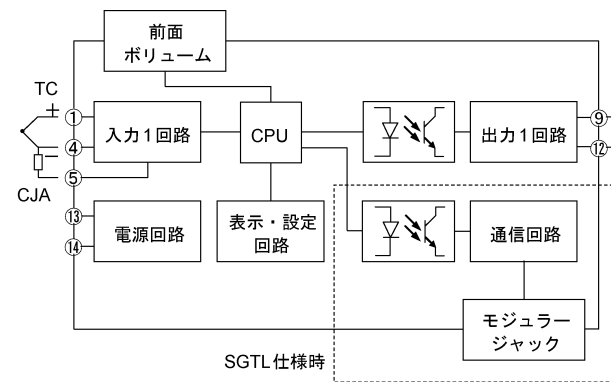 前面
ボリューム
TC
＋
①
④
－
⑤
CJA
入力1回路
CPU
出力1回路
⑨
⑫
⑬
⑭
電源回路
表示・設定
回路
通信回路
モジュラー
ジャック
SGTL仕様時